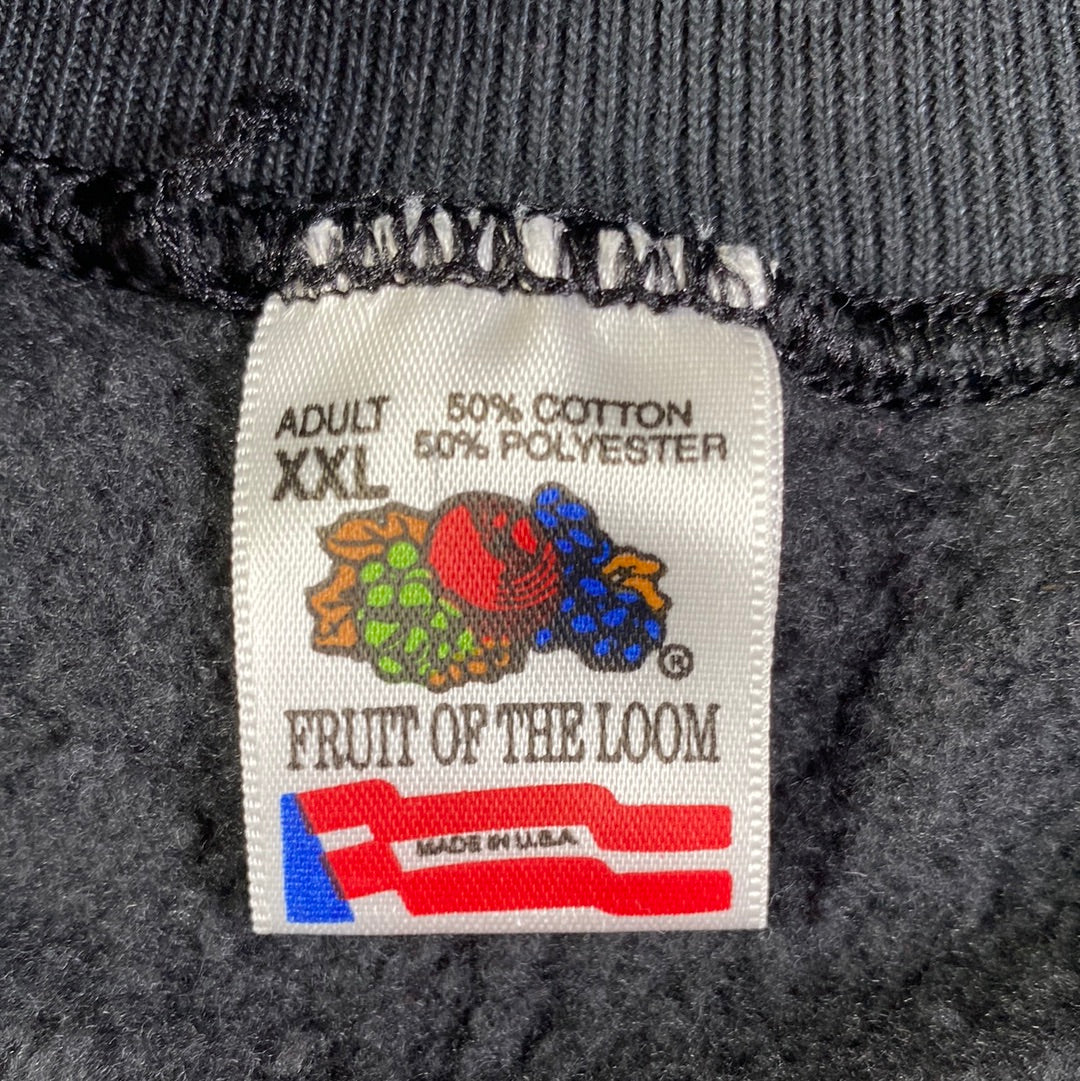 ADULT
XXL
50% COTTON
50% POLYESTER
®
FRUIT OF THE LOOM
MADE IN U.S.A.